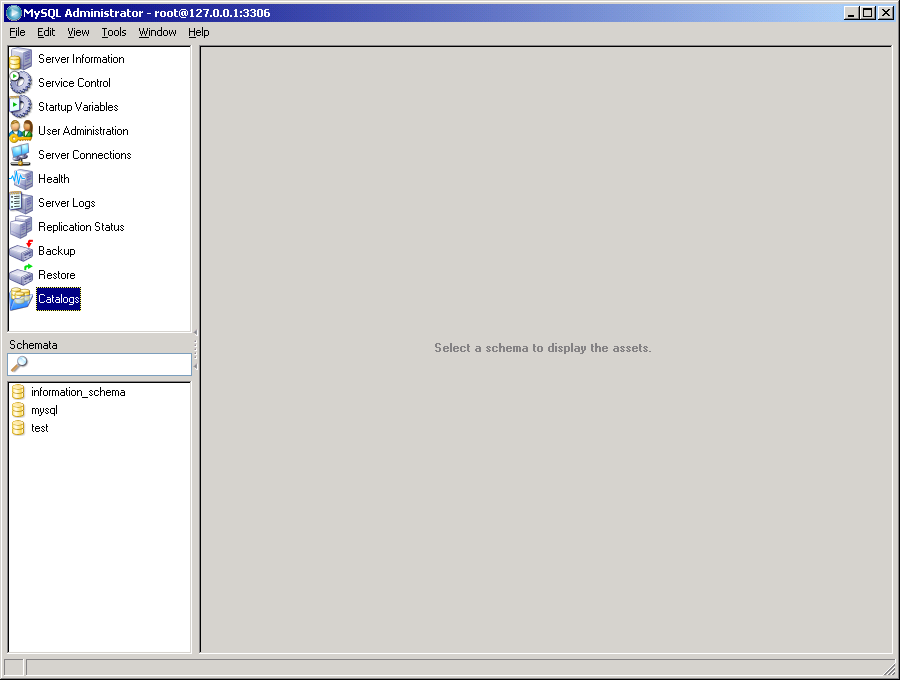 MySQL Administrator - root@127.0.0.1:3306
File Edit View Tools Window Help
Server Information
Service Control
Startup Variables
User Administration
Server Connections
Health
Server Logs
Replication Status
Backup
Restore
Catalogs
Schemata
information_schema
mysql
test
Select a schema to display the assets.